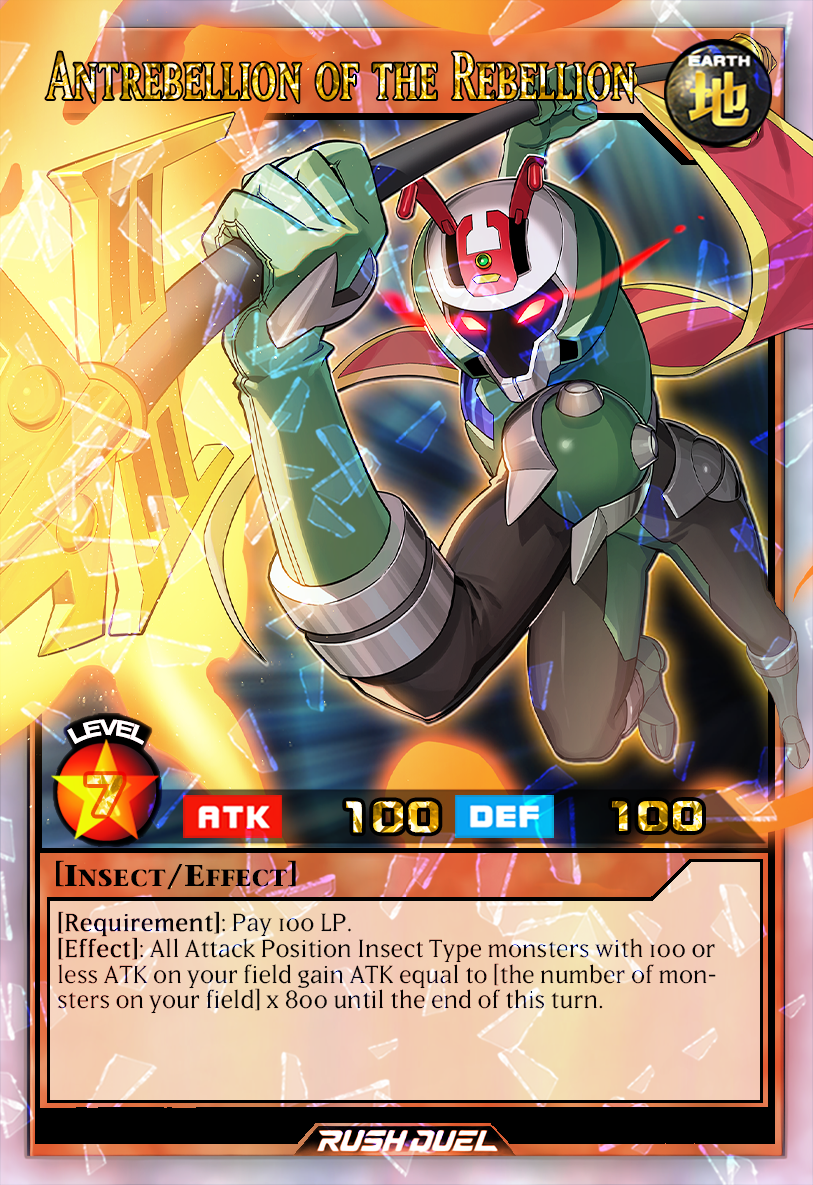 Antrebellion of the Rebellion
EARTH
地
LEVEL
7
ATK 100 DEF 100
[Insect/Effect]
[Requirement]: Pay 100 LP.
[Effect]: All Attack Position Insect Type monsters with 100 or
less ATK on your field gain ATK equal to [the number of mon-
sters on your field] x 800 until the end of this turn.
RUSH DUEL